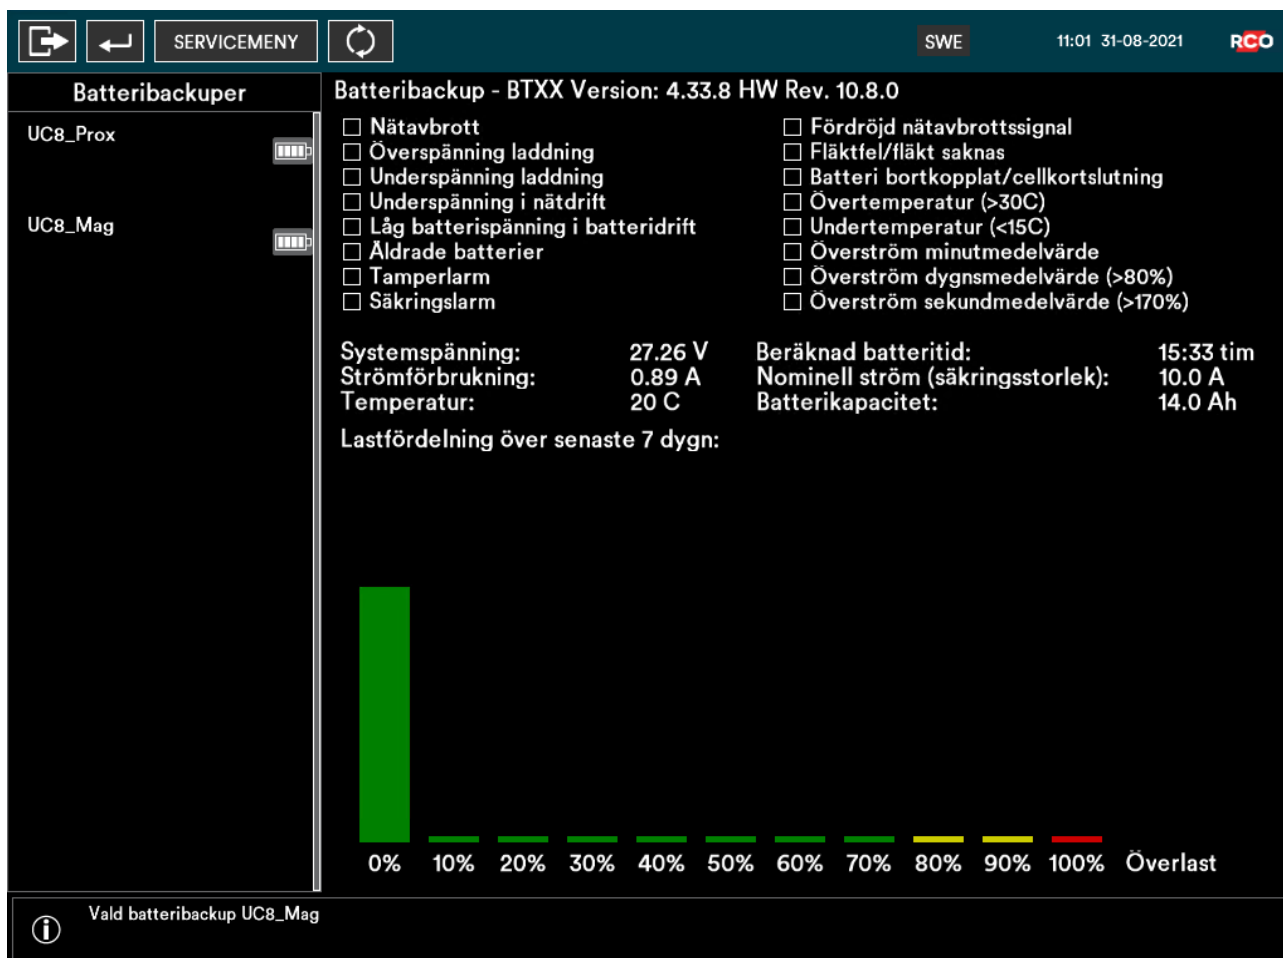 SERVICEMENY
SWE
11:01 31-08-2021
RCO
Batteribackuper
UC8_Prox
UC8_Mag
Batteribackup - BTXX Version: 4.33.8 HW Rev. 10.8.0
Nätavbrott
Överspänning laddning
Underspänning laddning
Underspänning i nätdrift
Låg batterispänning i batteridrift
Äldrade batterier
Tamperlarm
Säkringslarm
Fördröjd nätavbrottssignal
Fläktfel/fläkt saknas
Batteri bortkopplat/cellkortslutning
Övertemperatur (>30C)
Undertemperatur (<15C)
Överström minutmedelvärde
Överström dygnsmedelvärde (>80%)
Överström sekundmedelvärde (>170%)
Systemspänning: 27.26 V
Strömförbrukning: 0.89 A
Temperatur: 20 C
Beräknad batteritid: 15:33 tim
Nominell ström (säkringsstorlek): 10.0 A
Batterikapacitet: 14.0 Ah
Lastfördelning över senaste 7 dygn:
0% 10% 20% 30% 40% 50% 60% 70% 80% 90% 100% Överlast
Vald batteribackup UC8_Mag